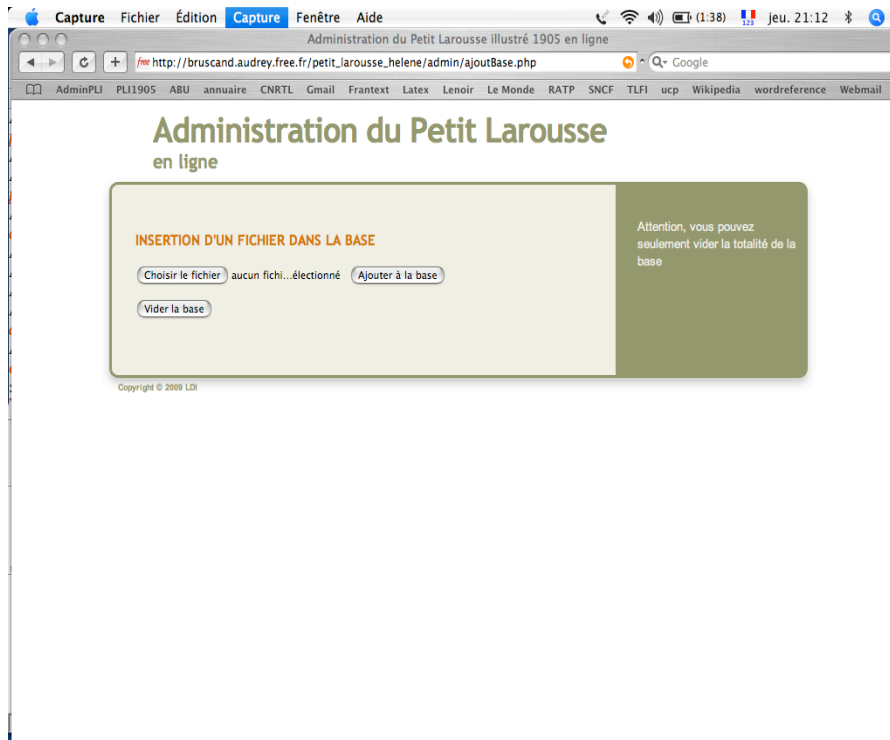 Capture Fichier Édition Capture Fenêtre Aide (1:38) 123 jeu. 21:12
Administration du Petit Larousse illustré 1905 en ligne
free http://bruscand.audrey.free.fr/petit_larousse_helene/admin/ajoutBase.php Google
AdminPLI PLI1905 ABU annuaire CNRTL Gmail Frantext Latex Lenoir Le Monde RATP SNCF TLFI ucp Wikipedia wordreference Webmail
Administration du Petit Larousse
en ligne
INSERTION D'UN FICHIER DANS LA BASE
Choisir le fichier aucun fichi...électionné Ajouter à la base
Vider la base
Attention, vous pouvez
seulement vider la totalité de la
base
Copyright © 2009 LDI